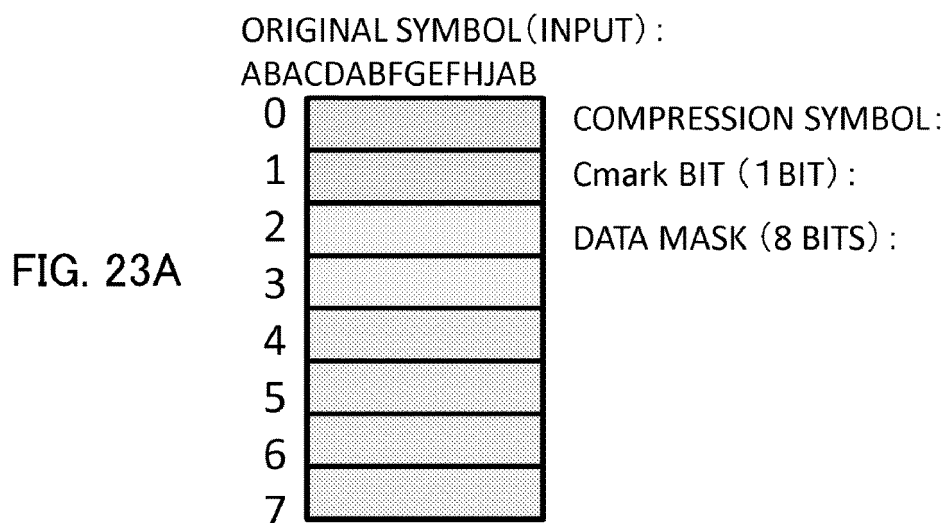 ORIGINAL SYMBOL(INPUT) :
ABACDABFGEFHJAB
0
COMPRESSION SYMBOL:
1
Cmark BIT (1BIT) :
2
DATA MASK (8 BITS) :
FIG. 23A
3
4
5
6
7